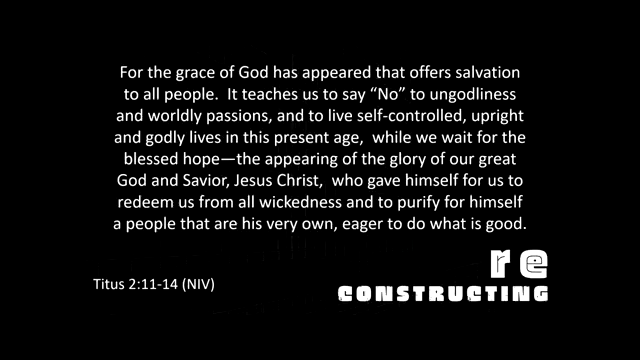 For the grace of God has appeared that offers salvation
to all people.  It teaches us to say “No” to ungodliness
and worldly passions, and to live self-controlled, upright
and godly lives in this present age,  while we wait for the
blessed hope—the appearing of the glory of our great
God and Savior, Jesus Christ,  who gave himself for us to
redeem us from all wickedness and to purify for himself
a people that are his very own, eager to do what is good.
Titus 2:11-14 (NIV)
re
CONSTRUCTING